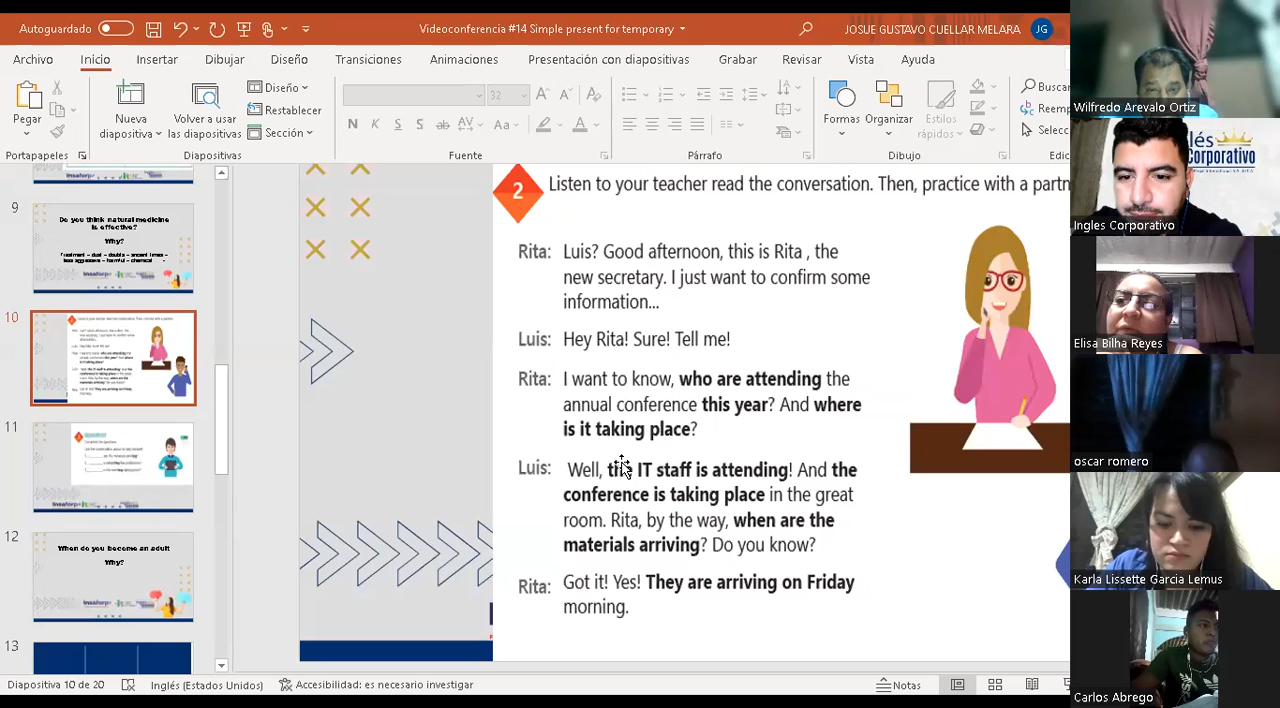 Autoguardado
Videoconferencia #14 Simple present for temporary
JOSUE GUSTAVO CUELLAR MELARA
JG
Archivo Inicio Insertar Dibujar Diseño Transiciones Animaciones Presentación con diapositivas Grabar Revisar Vista Ayuda
Pegar
Nueva diapositiva
Volver a usar las diapositivas
Diseño
Restablecer
Sección
32
N K S S
Aa
Formas
Organizar
Estilos rápidos
Buscar
Reemp
Selecc
Portapapeles
Diapositivas
Fuente
Párrafo
Dibujo
Edic
9
Do you think natural medicine
is effective?
Why?
10
11
12
When do you become an adult
Why?
13
2
Listen to your teacher read the conversation. Then, practice with a partn
Rita: Luis? Good afternoon, this is Rita , the
new secretary. I just want to confirm some
information...
Luis: Hey Rita! Sure! Tell me!
Rita: I want to know, who are attending the
annual conference this year? And where
is it taking place?
Luis: Well, the IT staff is attending! And the
conference is taking place in the great
room. Rita, by the way, when are the
materials arriving? Do you know?
Rita: Got it! Yes! They are arriving on Friday
morning.
Wilfredo Arevalo Ortiz
lés
Corporativo
Ingles Corporativo
Elisa Bilha Reyes
oscar romero
Karla Lissette Garcia Lemus
Carlos Abrego
Diapositiva 10 de 20
Inglés (Estados Unidos)
Accesibilidad: es necesario investigar
Notas